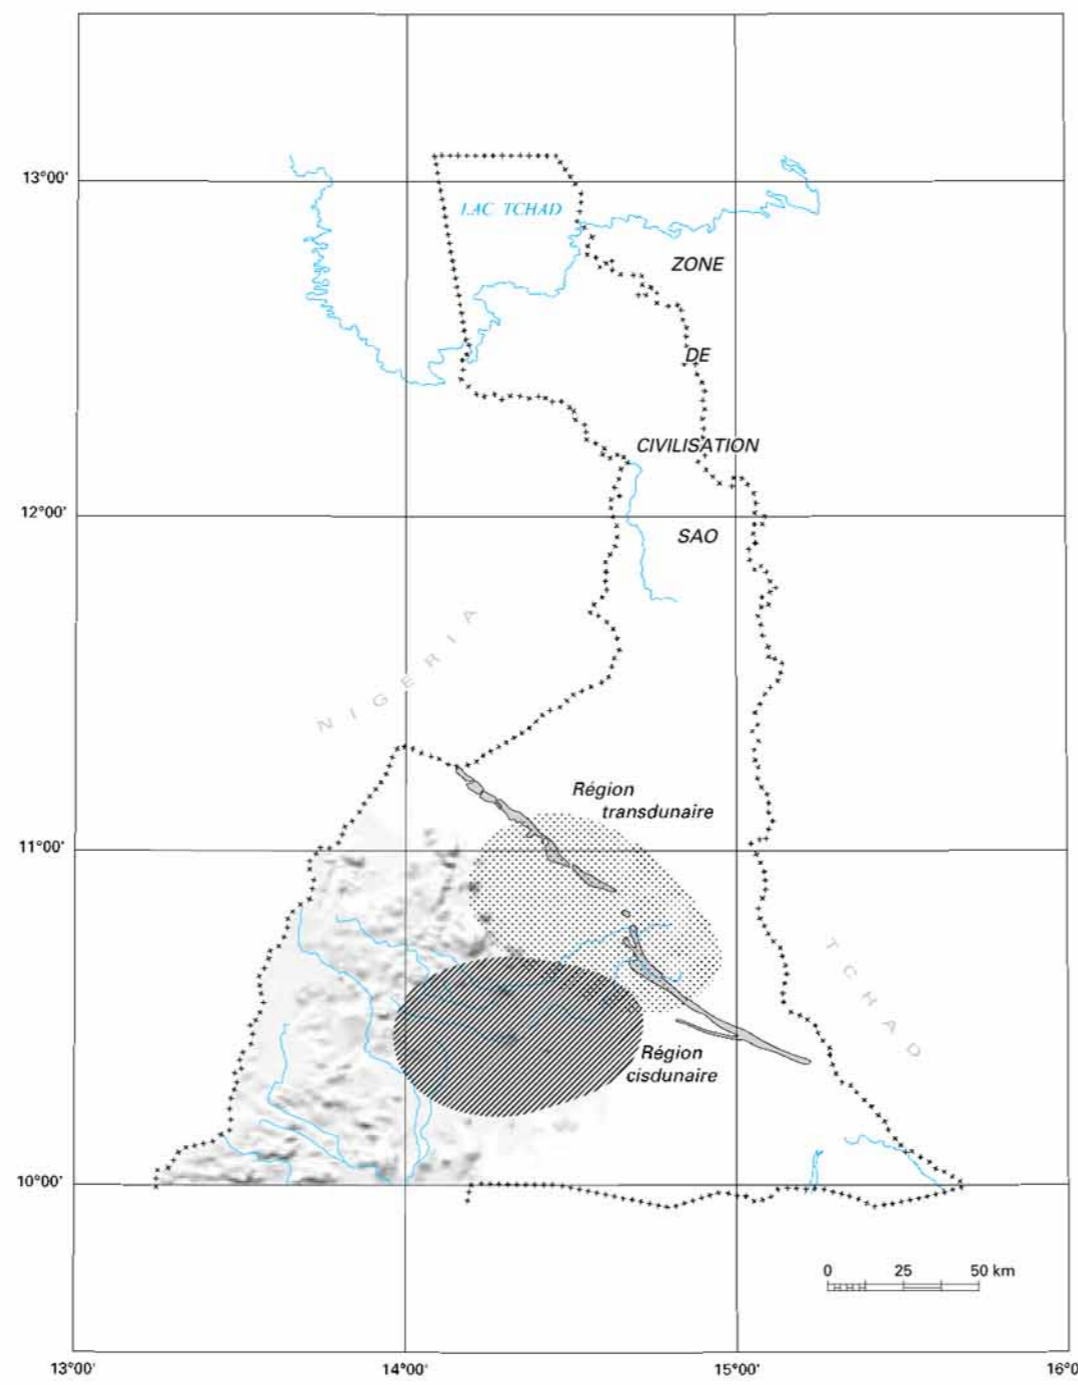 13°00'
LAC TCHAD
ZONE
DE
CIVILISATION
12°00'
SAO
NIGERIA
Région
transdunaire
11°00'
TCHAD
Région
cisdunaire
10°00'
0 25 50 km
13°00' 14°00' 15°00' 16°0